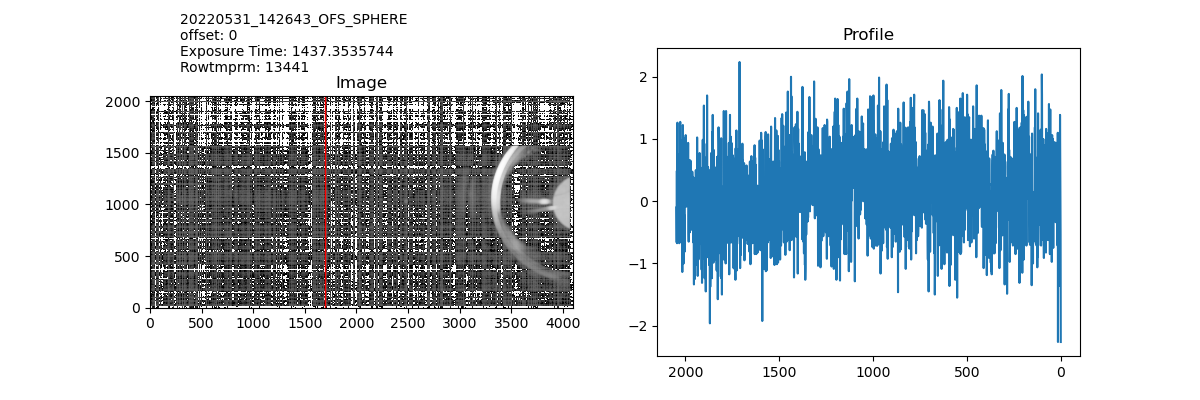 20220531_142643_OFS_SPHERE
offset: 0
Exposure Time: 1437.3535744
Rowtmprm: 13441
Image
2000
1500
1000
500
0
0 500 1000 1500 2000 2500 3000 3500 4000
Profile
2
1
0
−1
−2
2000 1500 1000 500 0